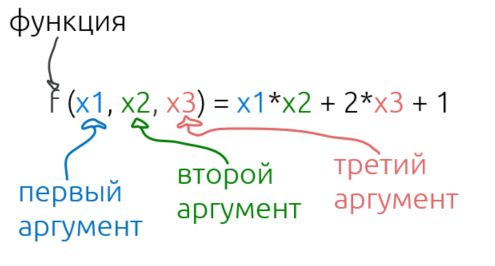 функция
f (x1, x2, x3) = x1*x2 + 2*x3 + 1
первый
аргумент
второй
аргумент
третий
аргумент